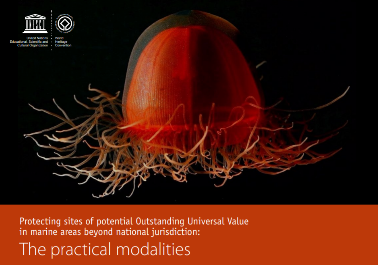 United Nations
Educational, Scientific and
Cultural Organization
World
Heritage
Convention
Protecting sites of potential Outstanding Universal Value
in marine areas beyond national jurisdiction:
The practical modalities